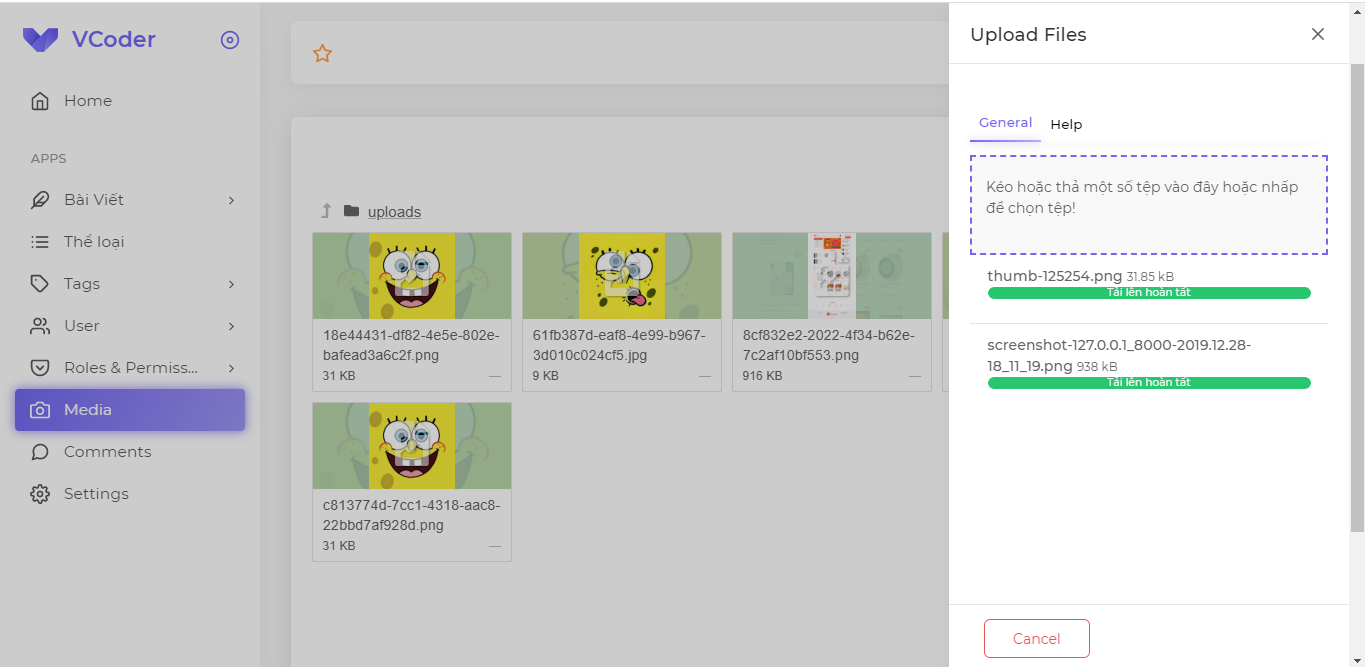 VCoder
Home
APPS
Bài Viết
Thể loại
Tags
User
Roles & Permiss...
Media
Comments
Settings
uploads
18e44431-df82-4e5e-802e-
bafead3a6c2f.png
31 KB
61fb387d-eaf8-4e99-b967-
3d010c024cf5.jpg
9 KB
8cf832e2-2022-4f34-b62e-
7c2af10bf553.png
916 KB
c813774d-7cc1-4318-aac8-
22bbd7af928d.png
31 KB
Upload Files
General Help
Kéo hoặc thả một số tệp vào đây hoặc nhấp
để chọn tệp!
thumb-125254.png 31.85 kB
Tải lên hoàn tất
screenshot-127.0.0.1_8000-2019.12.28-
18_11_19.png 938 kB
Tải lên hoàn tất
Cancel